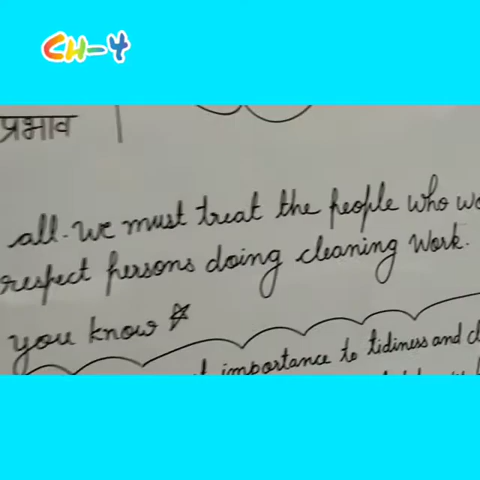 CH-4
प्रभाव
all. we must treat the people who
respect persons doing cleaning work.
you know
importance to tidiness and